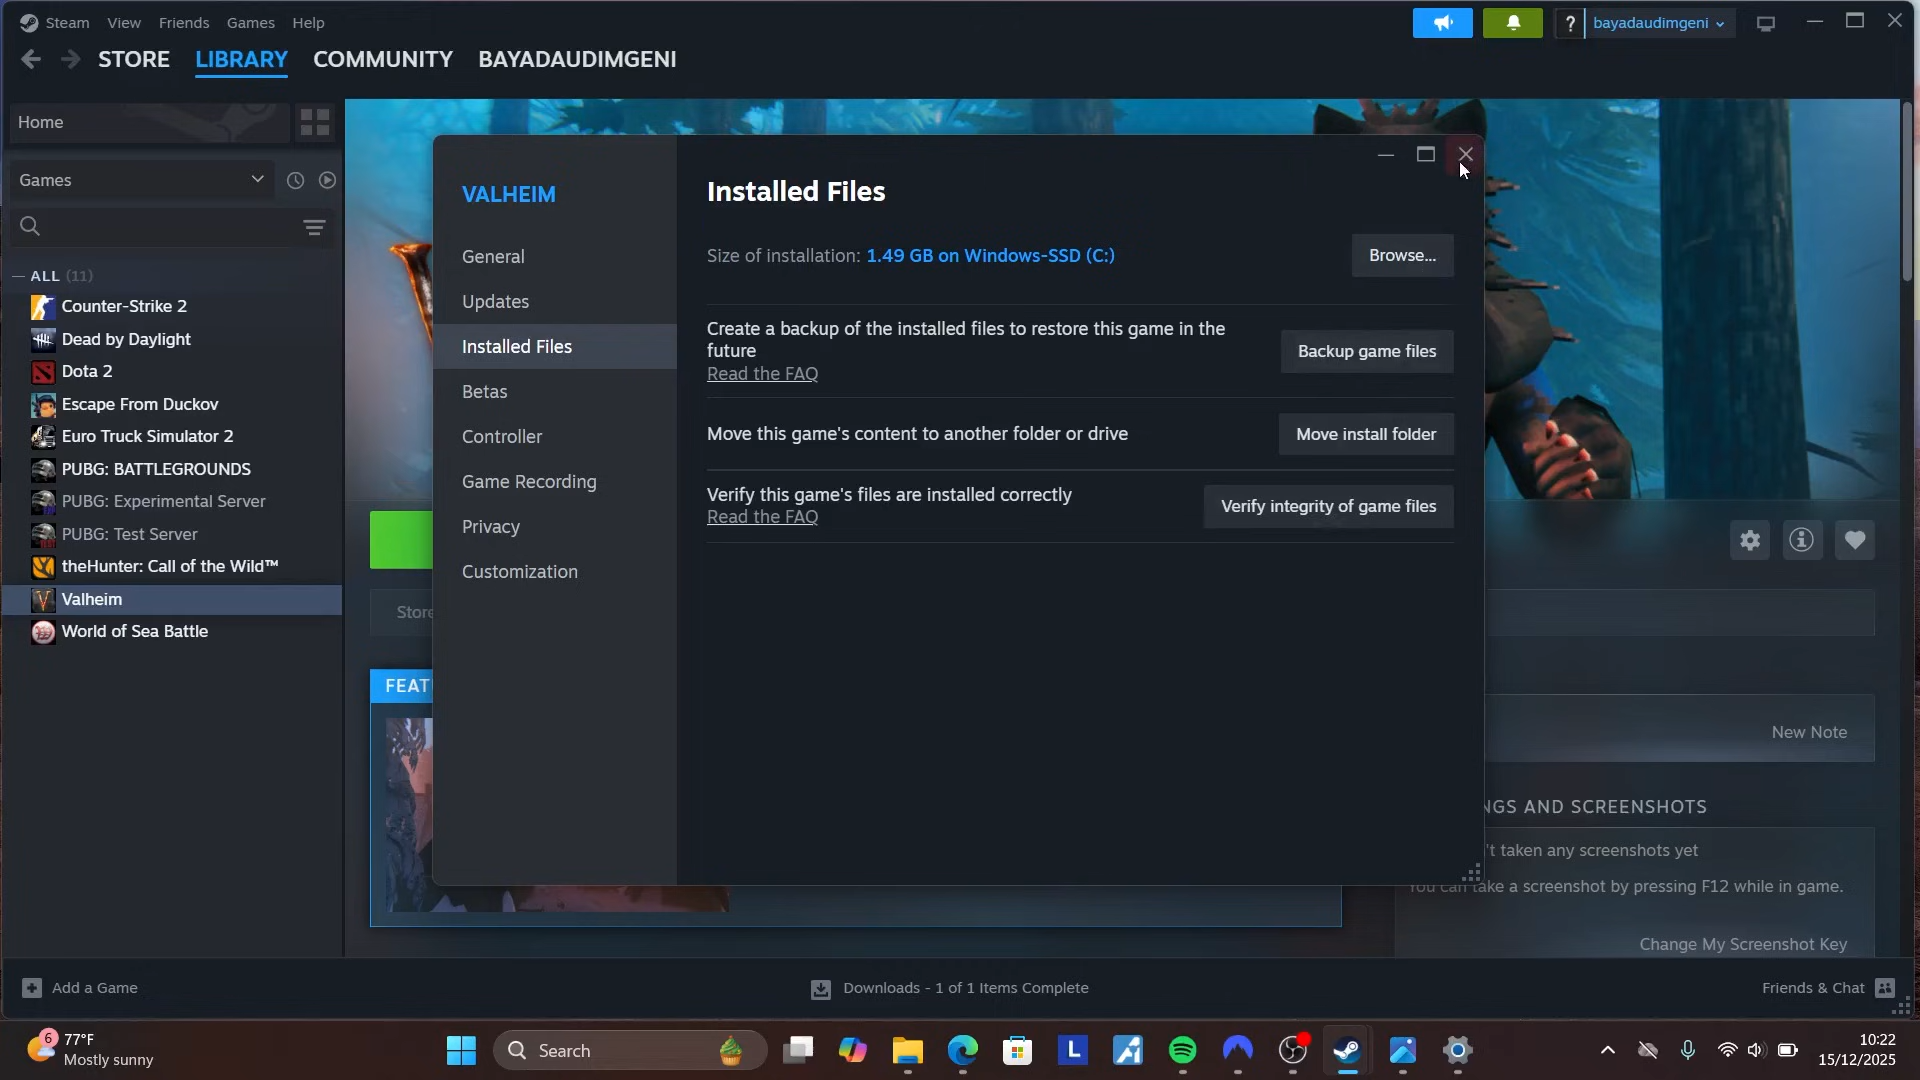 Steam View Friends Games Help
? bayadaudimgeni
STORE LIBRARY COMMUNITY BAYADAUDIMGENI
Home
Games
— ALL (11)
Counter-Strike 2
Dead by Daylight
Dota 2
Escape From Duckov
Euro Truck Simulator 2
PUBG: BATTLEGROUNDS
PUBG: Experimental Server
PUBG: Test Server
theHunter: Call of the Wild™
Valheim
World of Sea Battle
VALHEIM
General
Updates
Installed Files
Betas
Controller
Game Recording
Privacy
Customization
Installed Files
Size of installation: 1.49 GB on Windows-SSD (C:)
Browse...
Create a backup of the installed files to restore this game in the
future
Read the FAQ
Backup game files
Move this game's content to another folder or drive
Move install folder
Verify this game's files are installed correctly
Read the FAQ
Verify integrity of game files
Store
FEAT
New Note
NGS AND SCREENSHOTS
't taken any screenshots yet
You can take a screenshot by pressing F12 while in game.
Change My Screenshot Key
Add a Game
Downloads - 1 of 1 Items Complete
Friends & Chat
6
77°F
Mostly sunny
Search
L
10:22
15/12/2025